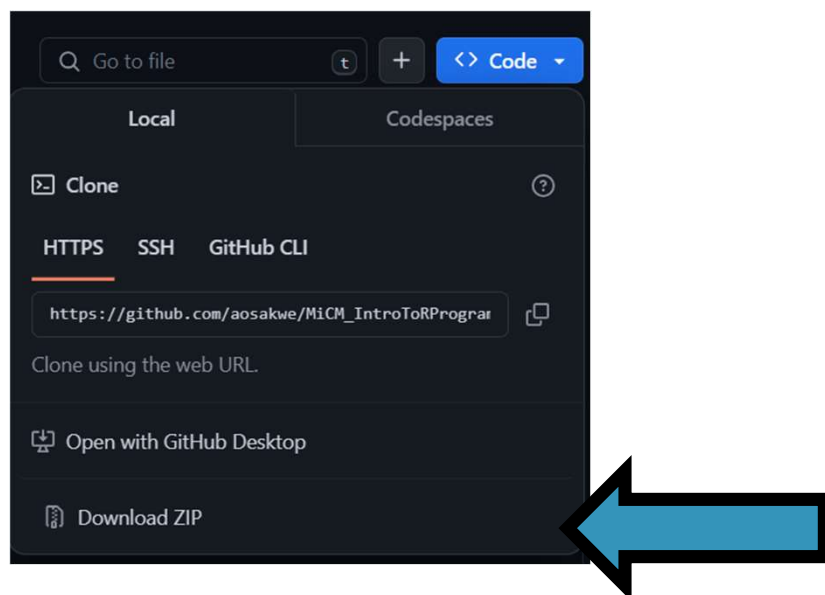 Go to file t + <> Code
Local Codespaces
Clone
HTTPS SSH GitHub CLI
https://github.com/aosakwe/MiCM_IntroToRPrograr
Clone using the web URL.
Open with GitHub Desktop
Download ZIP